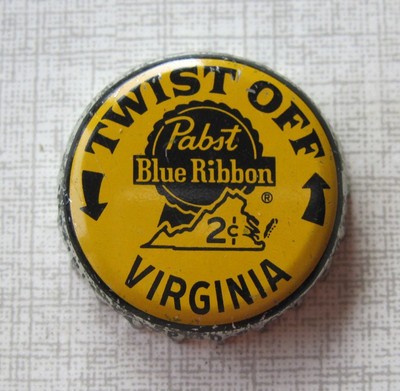 TWIST OFF
Pabst
Blue Ribbon
®
2¢
VIRGINIA